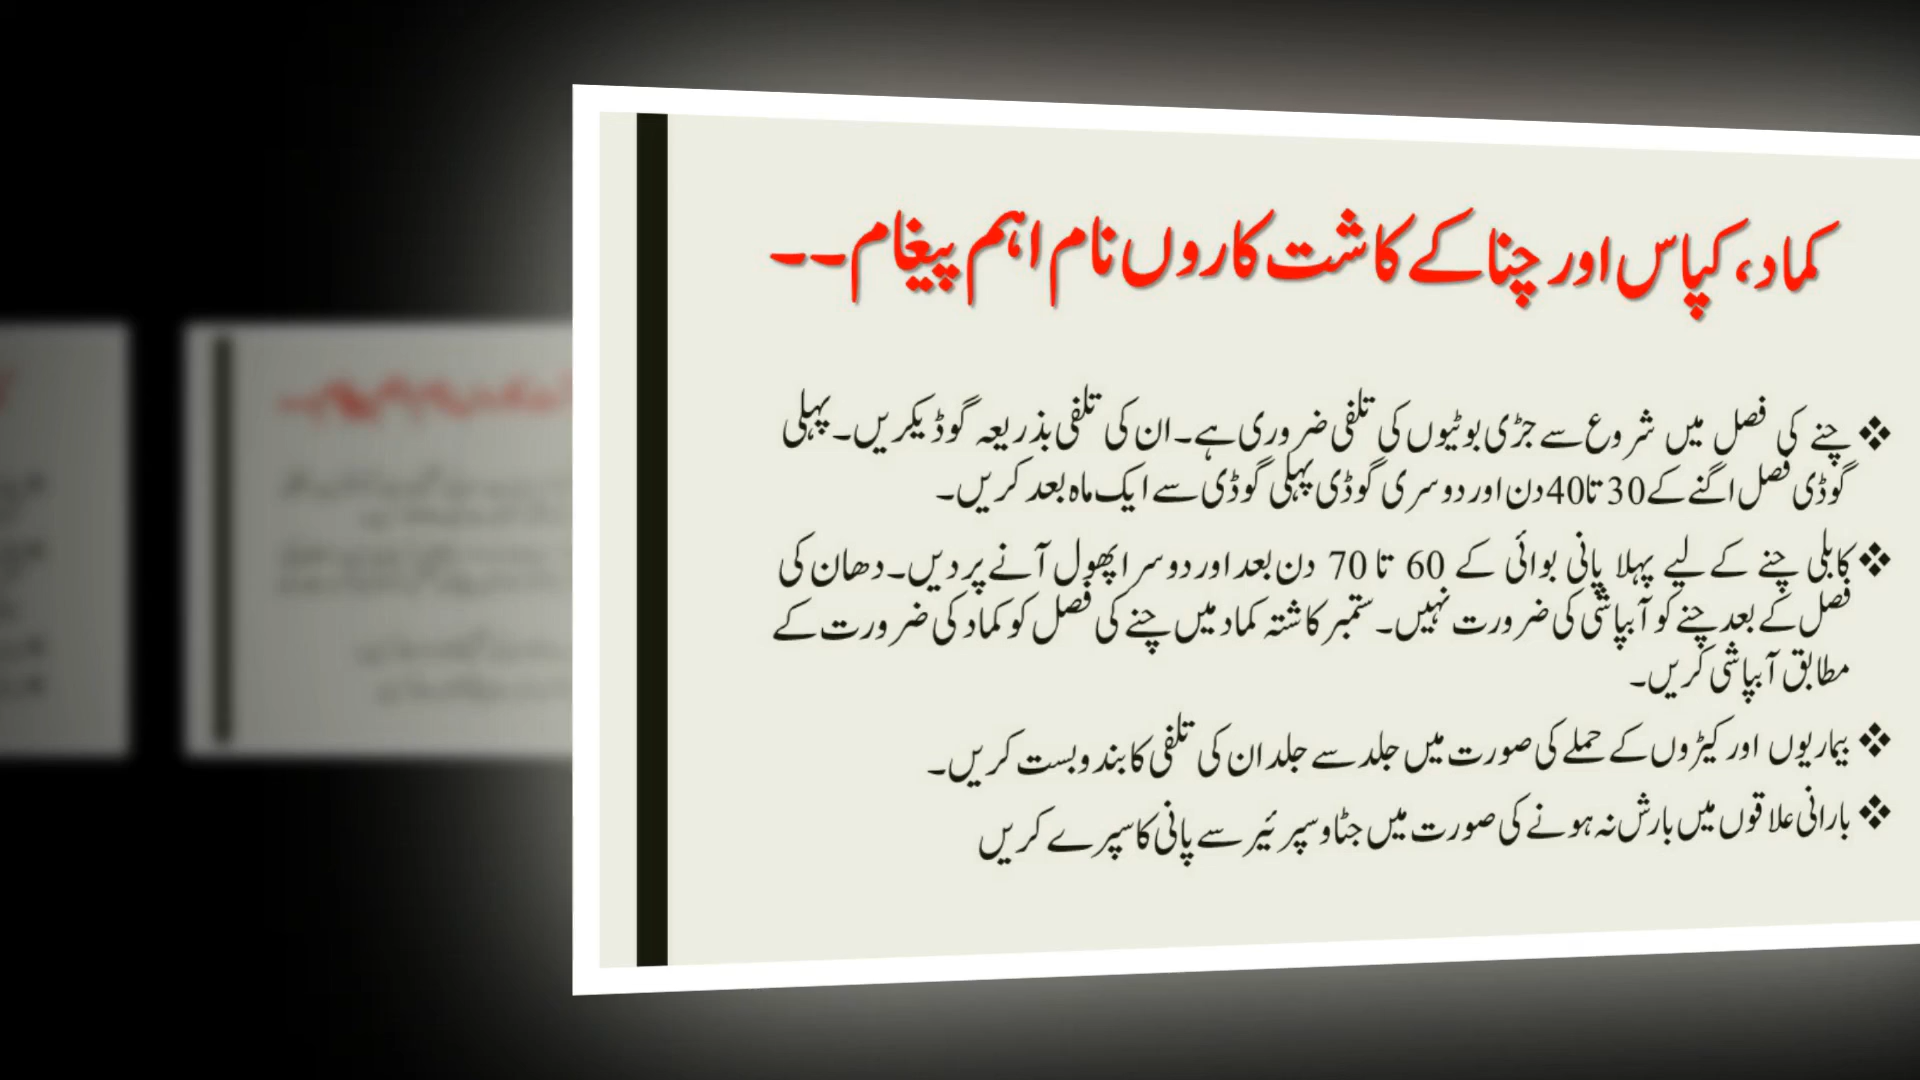 کماد، کپاس اور چنا کے کاشت کاروں نام اہم پیغام۔۔
❖ چنے کی فصل میں شروع سے جڑی بوٹیوں کی تلفی ضروری ہے۔ ان کی تلفی بذریعہ گوڈیکریں۔ پہلی
گوڈی فصل اگنے کے 30 تا 40 دن اور دوسری گوڈی پہلی گوڈی سے ایک ماہ بعد کریں۔
❖ کابلی چنے کے لیے پہلا پانی بوائی کے 60 تا 70 دن بعد اور دوسرا پھول آنے پر دیں۔ دھان کی
فصل کے بعد چنے کو آبپاشی کی ضرورت نہیں۔ ستمبر کاشتہ کماد میں چنے کی فصل کو کماد کی ضرورت کے
مطابق آبپاشی کریں۔
❖ بیماریوں اور کیڑوں کے حملے کی صورت میں جلد سے جلد ان کی تلفی کا بندوبست کریں۔
❖ بارانی علاقوں میں بارش نہ ہونے کی صورت میں جٹاو سپرئیر سے پانی کا سپرے کریں